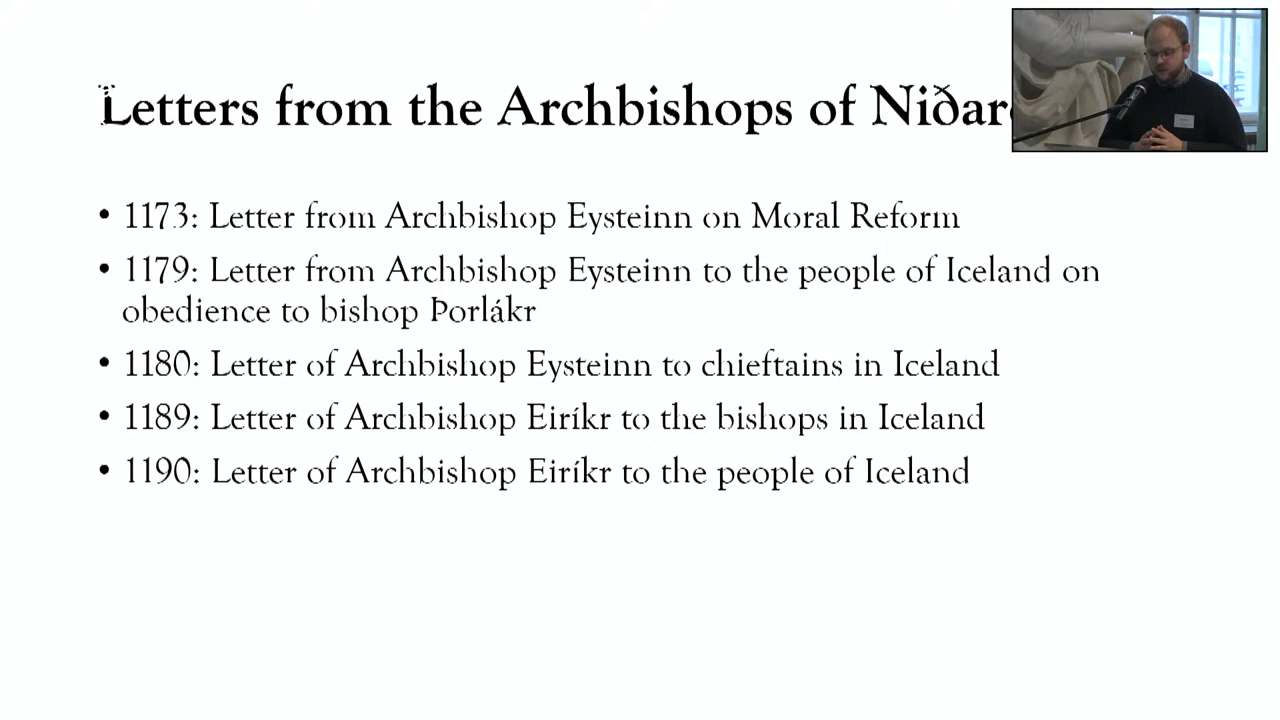 Letters from the Archbishops of
• 1173: Letter from Archbishop Eysteinn on Moral Reform
• 1179: Letter from Archbishop Eysteinn to the people of Iceland on
obedience to bishop Þorlákr
• 1180: Letter of Archbishop Eysteinn to chieftains in Iceland
• 1189: Letter of Archbishop Eiríkr to the bishops in Iceland
• 1190: Letter of Archbishop Eiríkr to the people of Iceland